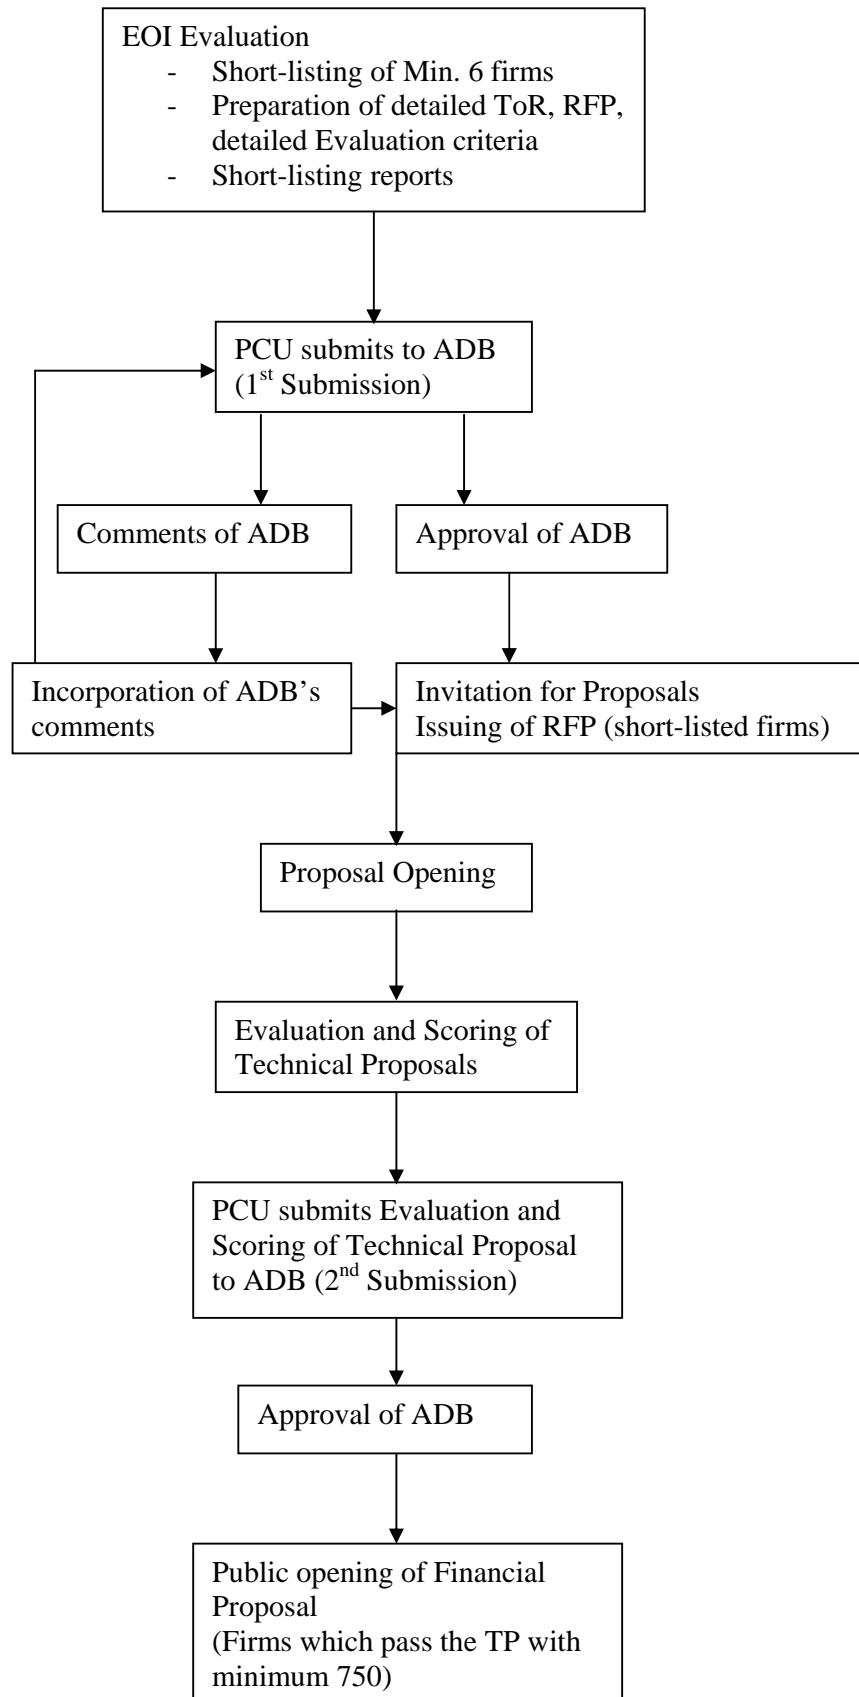 EOI Evaluation
- Short-listing of Min. 6 firms
- Preparation of detailed ToR, RFP,
detailed Evaluation criteria
- Short-listing reports
PCU submits to ADB
(1st Submission)
Comments of ADB
Approval of ADB
Incorporation of ADB’s
comments
Invitation for Proposals
Issuing of RFP (short-listed firms)
Proposal Opening
Evaluation and Scoring of
Technical Proposals
PCU submits Evaluation and
Scoring of Technical Proposal
to ADB (2nd Submission)
Approval of ADB
Public opening of Financial
Proposal
(Firms which pass the TP with
minimum 750)